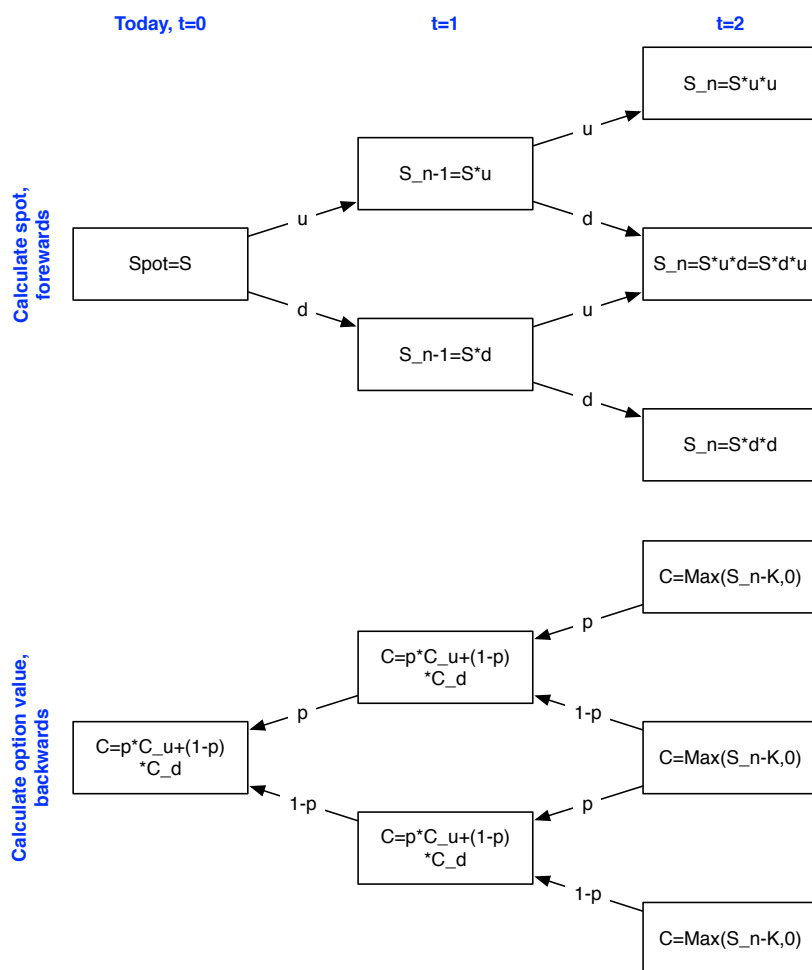 Today, t=0
t=1
t=2
Calculate spot,
forewards
S_n=S*u*u
u
S_n-1=S*u
u
d
Spot=S
S_n=S*u*d=S*d*u
d
u
S_n-1=S*d
d
S_n=S*d*d
Calculate option value,
backwards
C=Max(S_n-K,0)
p
C=p*C_u+(1-p)
*C_d
p
1-p
C=p*C_u+(1-p)
*C_d
C=Max(S_n-K,0)
1-p
p
C=p*C_u+(1-p)
*C_d
1-p
C=Max(S_n-K,0)